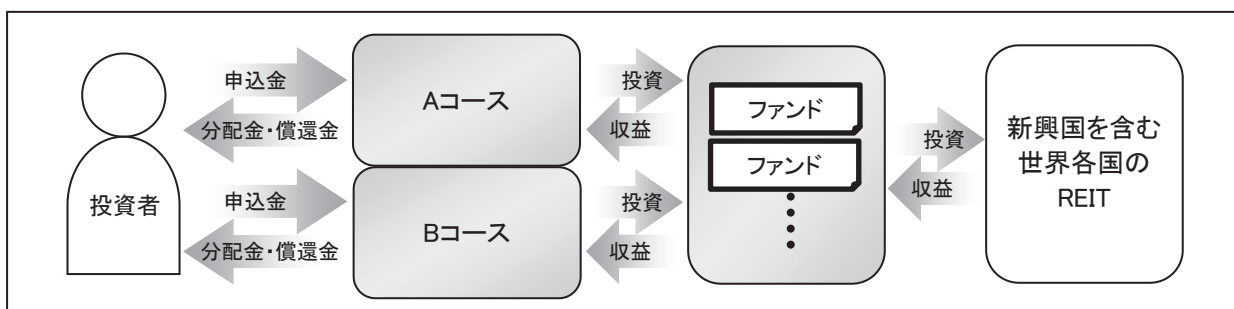 投資者
申込金
分配金・償還金
申込金
分配金・償還金
Aコース
Bコース
投資
収益
投資
収益
ファンド
ファンド
投資
収益
新興国を含む
世界各国の
REIT